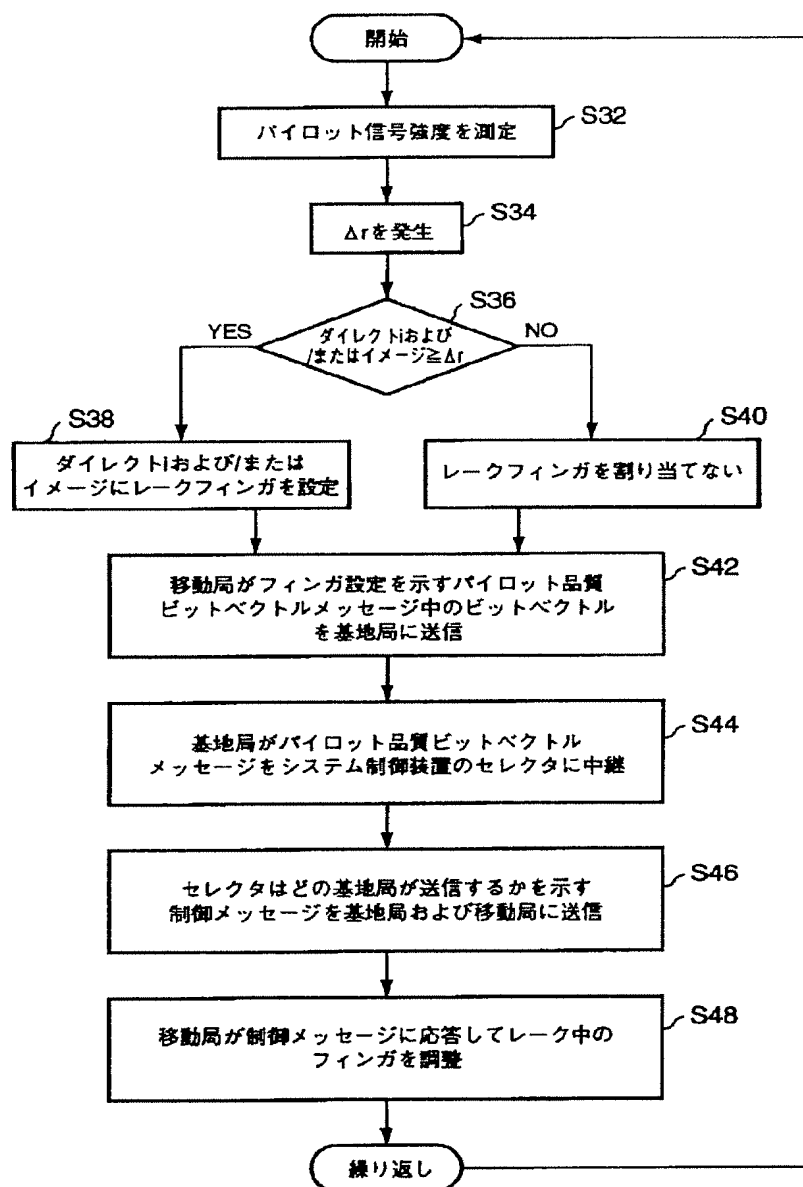 開始
パイロット信号強度を測定
S32
Δrを発生
S34
S36
YES
ダイレクトiおよび
/またはイメージ≧Δr
NO
S38
ダイレクトiおよび/または
イメージにレークフィンガを設定
S40
レークフィンガを割り当てない
S42
移動局がフィンガ設定を示すパイロット品質
ビットベクトルメッセージ中のビットベクトル
を基地局に送信
S44
基地局がパイロット品質ビットベクトル
メッセージをシステム制御装置のセレクタに中継
S46
セレクタはどの基地局が送信するかを示す
制御メッセージを基地局および移動局に送信
S48
移動局が制御メッセージに応答してレーク中の
フィンガを調整
繰り返し